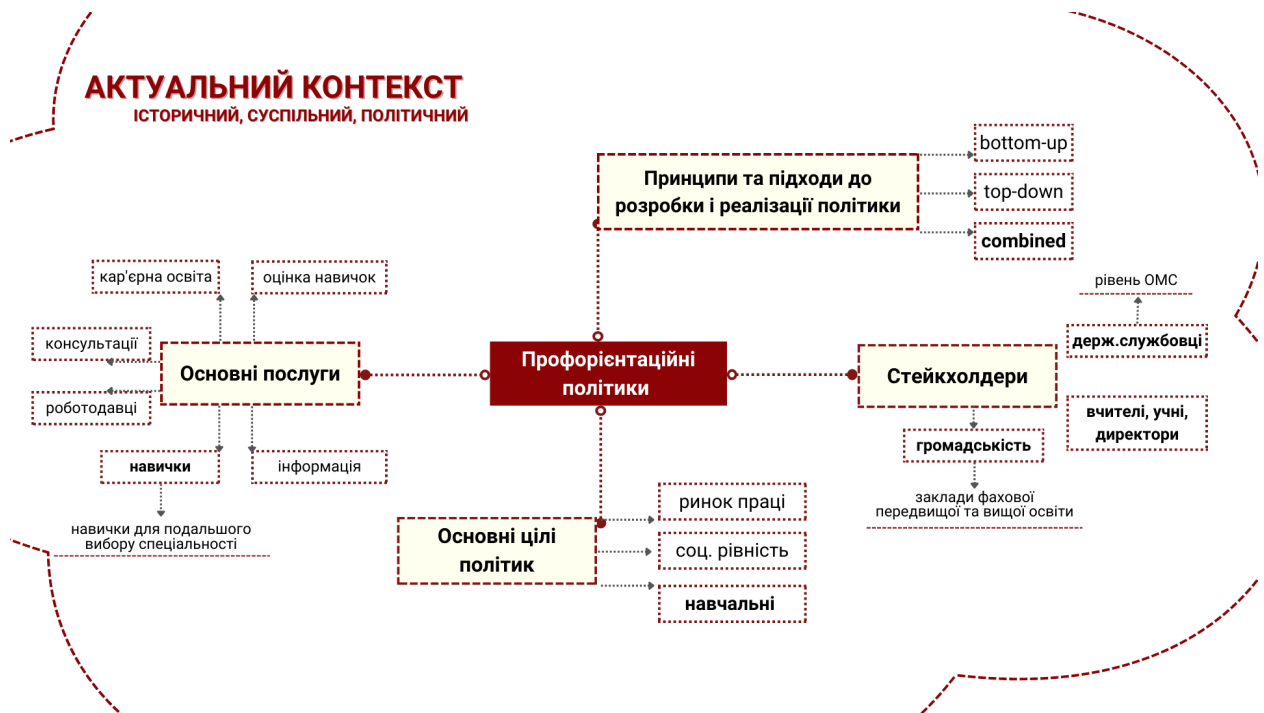 АКТУАЛЬНИЙ КОНТЕКСТ
ІСТОРИЧНИЙ, СУСПІЛЬНИЙ, ПОЛІТИЧНИЙ
Принципи та підходи до
розробки і реалізації політики
bottom-up
top-down
combined
кар'єрна освіта
оцінка навичок
консультації
роботодавці
Основні послуги
навички
інформація
навички для подальшого
вибору спеціальності
Профорієнтаційні
політики
Стейкхолдери
рівень ОМС
держ.службовці
вчителі, учні,
директори
громадськість
заклади фахової
передвищої та вищої освіти
Основні цілі
політик
ринок праці
соц. рівність
навчальні